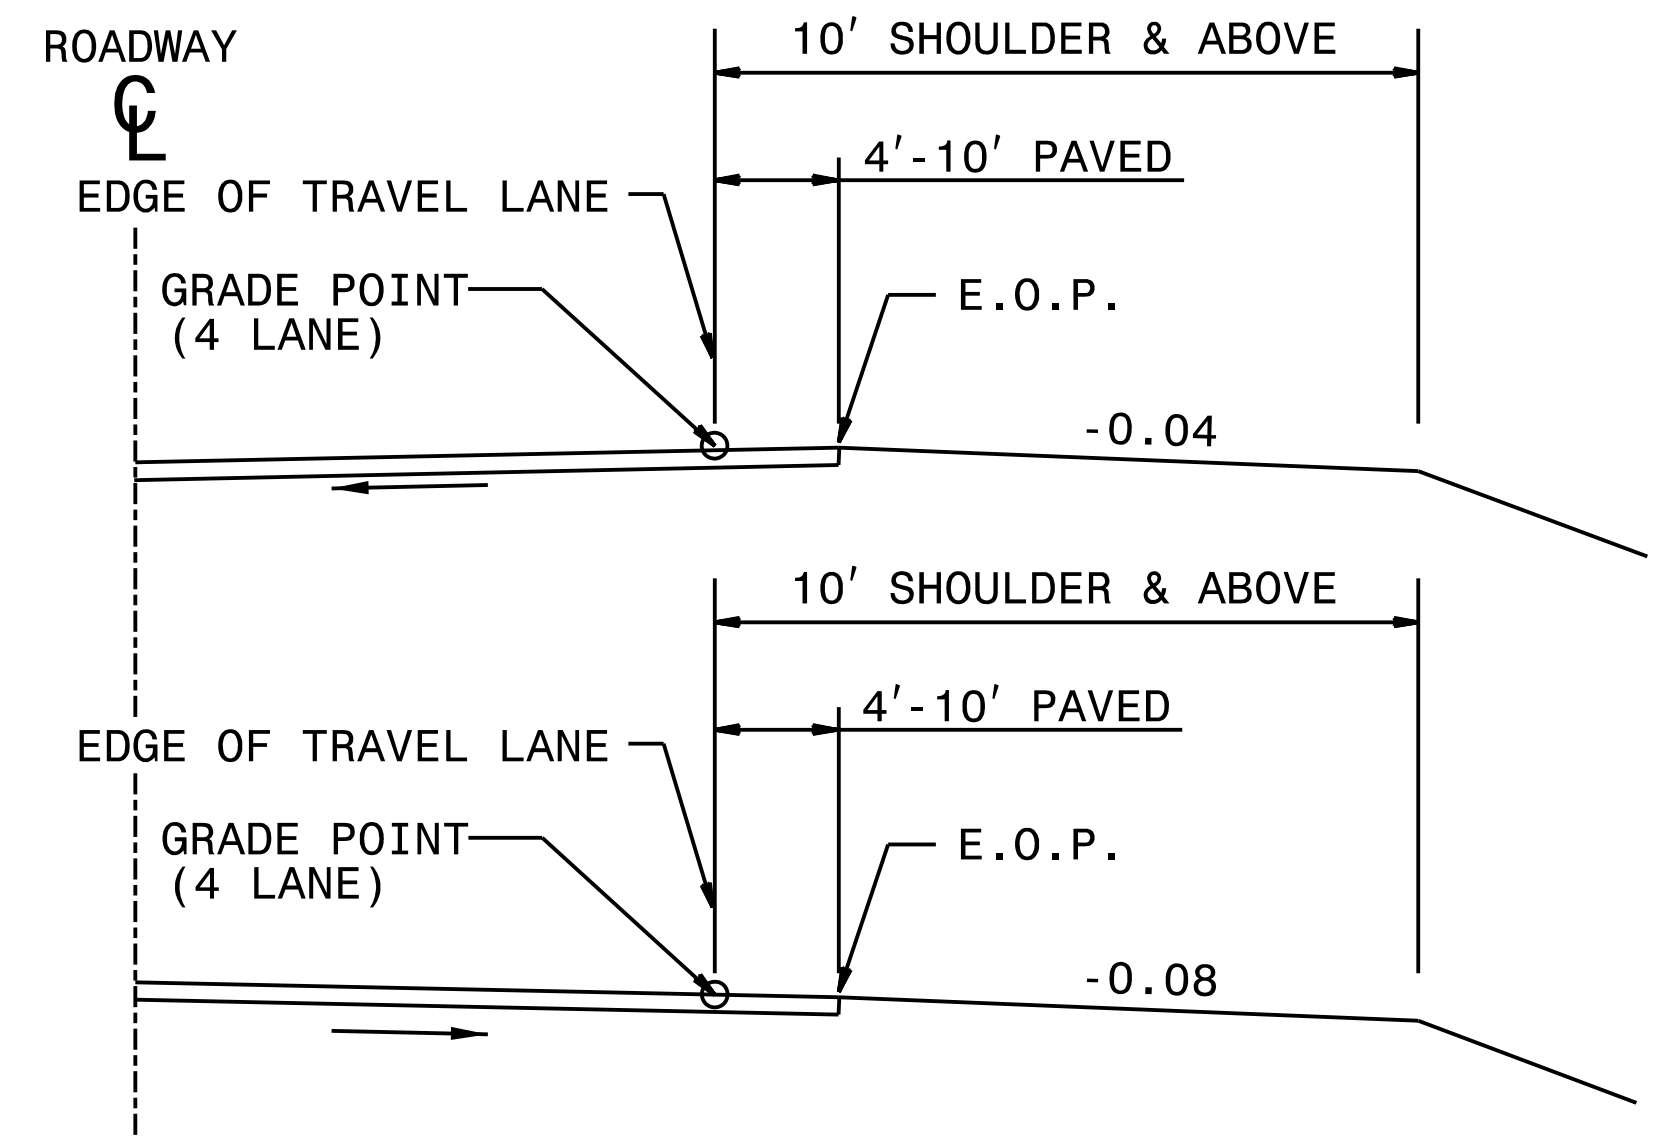 ROADWAY
CL
10' SHOULDER & ABOVE
4'-10' PAVED
EDGE OF TRAVEL LANE
GRADE POINT
(4 LANE)
E.O.P.
-0.04
10' SHOULDER & ABOVE
4'-10' PAVED
EDGE OF TRAVEL LANE
GRADE POINT
(4 LANE)
E.O.P.
-0.08